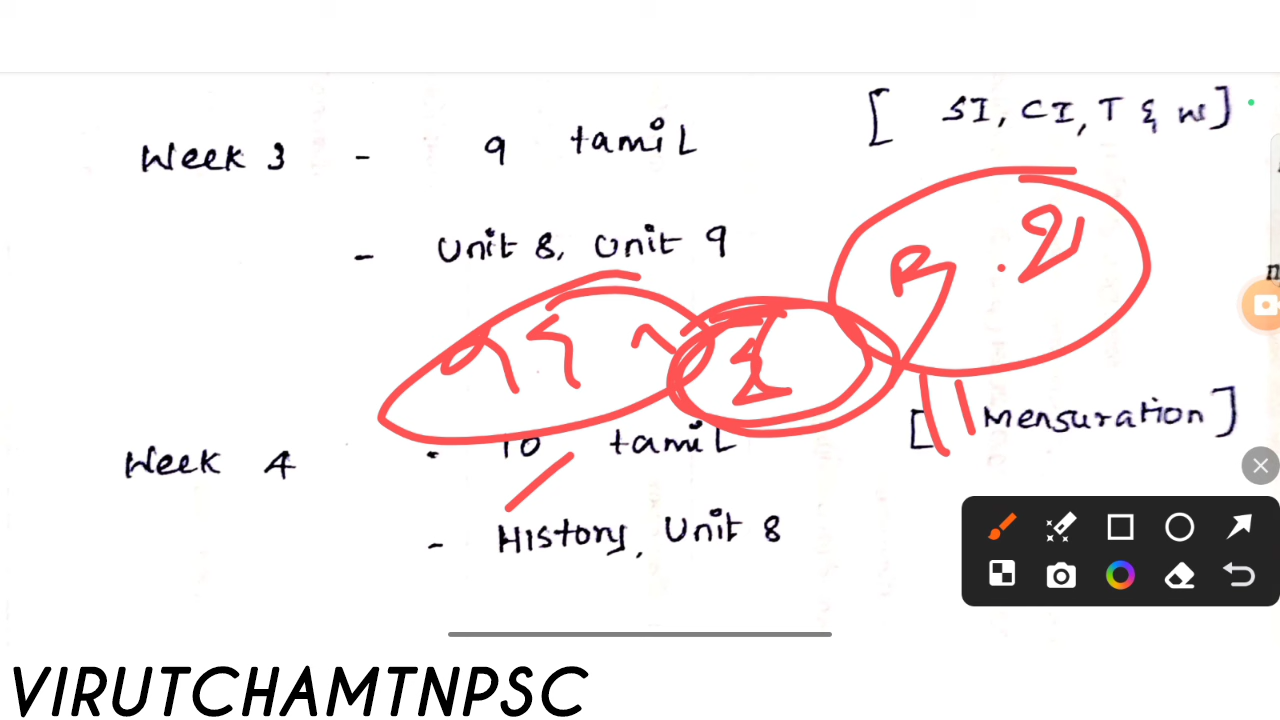 Week 3 - 9 tamil [ SI, CI, T & W ]
- Unit 8, Unit 9
Week 4 - 10 tamil [ Mensuration ]
- History, Unit 8
VIRUTCHAMTNPSC